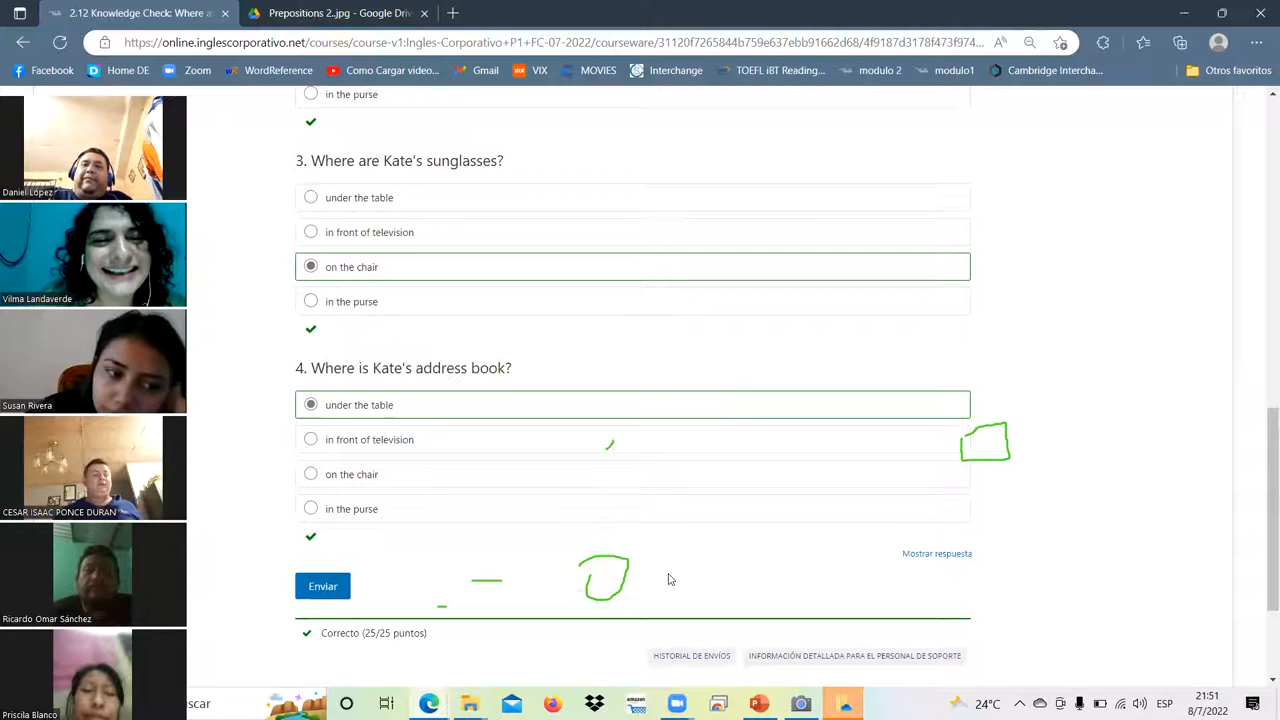 2.12 Knowledge Check: Where a
Prepositions 2..jpg - Google Driv
https://online.inglescorporativo.net/courses/course-v1:Ingles-Corporativo+P1+FC-07-2022/courseware/31120f7265844b759e637ebb91662d68/4f9187d3178f473f974...
Facebook
Home DE
Zoom
WordReference
Como Cargar video...
Gmail
VIX
MOVIES
Interchange
TOEFL iBT Reading...
modulo 2
modulo1
Cambridge Intercha...
Otros favoritos
in the purse
3. Where are Kate's sunglasses?
under the table
in front of television
on the chair
in the purse
4. Where is Kate's address book?
under the table
in front of television
on the chair
in the purse
Mostrar respuesta
Enviar
Correcto (25/25 puntos)
HISTORIAL DE ENVÍOS
INFORMACIÓN DETALLADA PARA EL PERSONAL DE SOPORTE
Daniel López
Vilma Landaverde
Susan Rivera
CESAR ISAAC PONCE DURAN
Ricardo Omar Sánchez
Priscila Blanco
uscar
24°C
ESP
21:51
8/7/2022